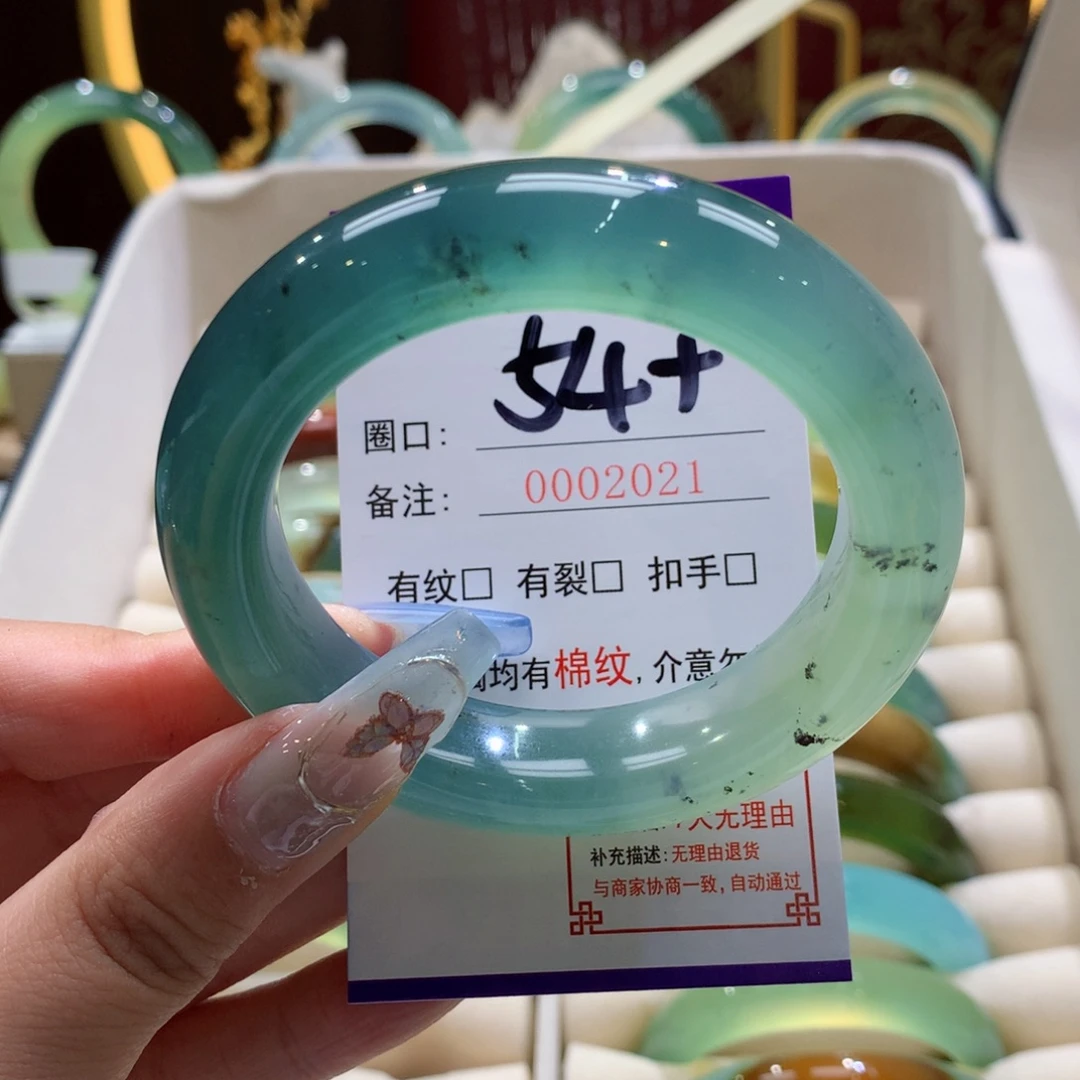 圈口: 54+
备注: 0002021
有纹□ 有裂□ 扣手□
均有棉纹, 介意
天无理由
补充描述:无理由退货
与商家协商一致, 自动通过